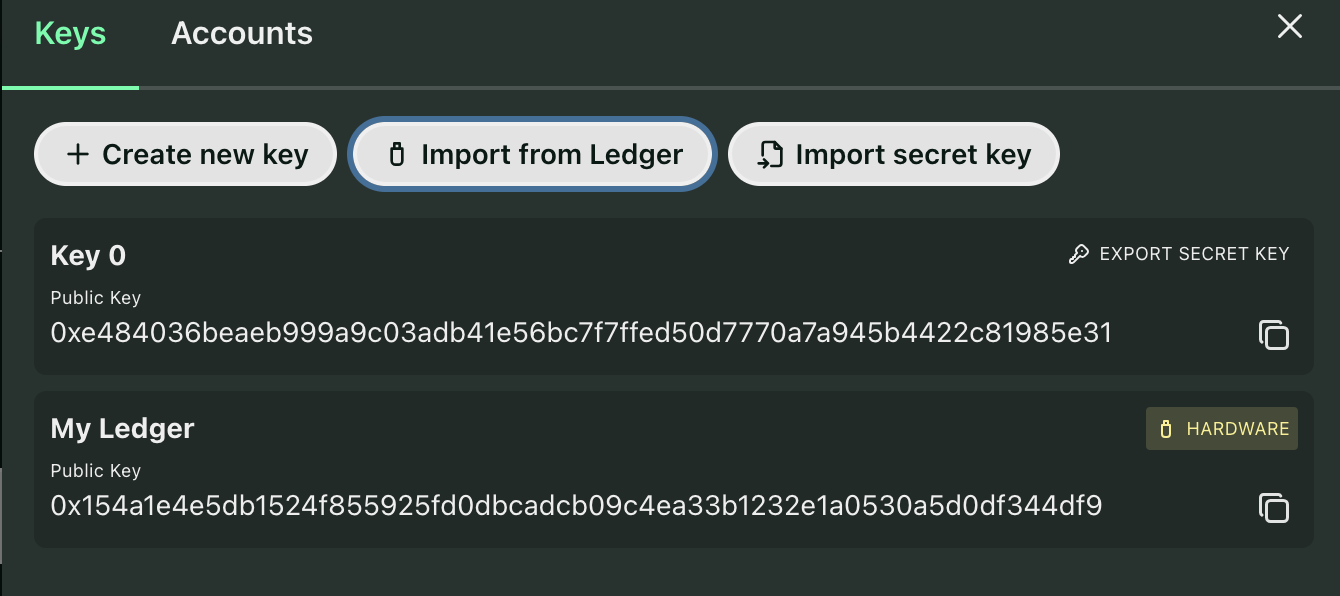 Keys Accounts
Create new key Import from Ledger Import secret key
Key 0 EXPORT SECRET KEY
Public Key
0xe484036beaeb999a9c03adb41e56bc7f7ffed50d7770a7a945b4422c81985e31
My Ledger HARDWARE
Public Key
0x154a1e4e5db1524f855925fd0dbcadcb09c4ea33b1232e1a0530a5d0df344df9